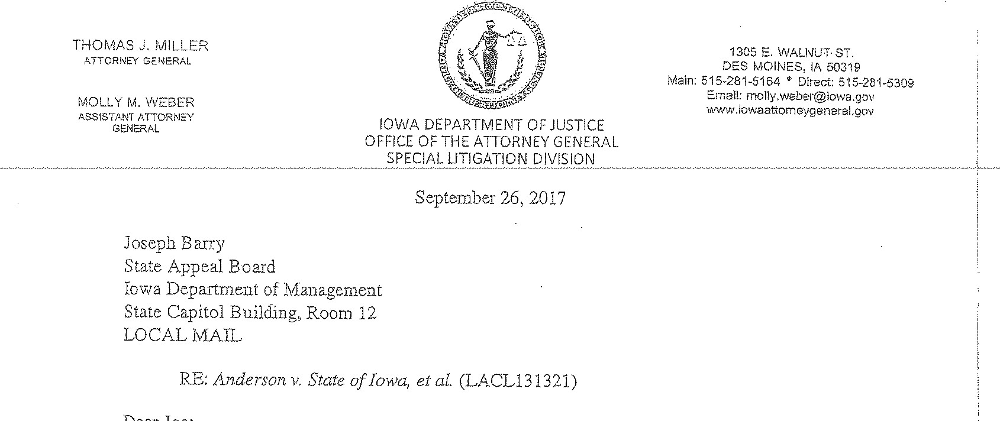 THOMAS J. MILLER
ATTORNEY GENERAL
MOLLY M. WEBER
ASSISTANT ATTORNEY
GENERAL
IOWA DEPARTMENT OF JUSTICE
OFFICE OF THE ATTORNEY GENERAL
SPECIAL LITIGATION DIVISION
1305 E. WALNUT ST.
DES MOINES, IA 50319
Main: 515-281-5164 * Direct: 515-281-5309
Email: molly.weber@iowa.gov
www.iowaattorneygeneral.gov
September 26, 2017
Joseph Barry
State Appeal Board
Iowa Department of Management
State Capitol Building, Room 12
LOCAL MAIL
RE: Anderson v. State of Iowa, et al. (LACL131321)
Dear Joe: